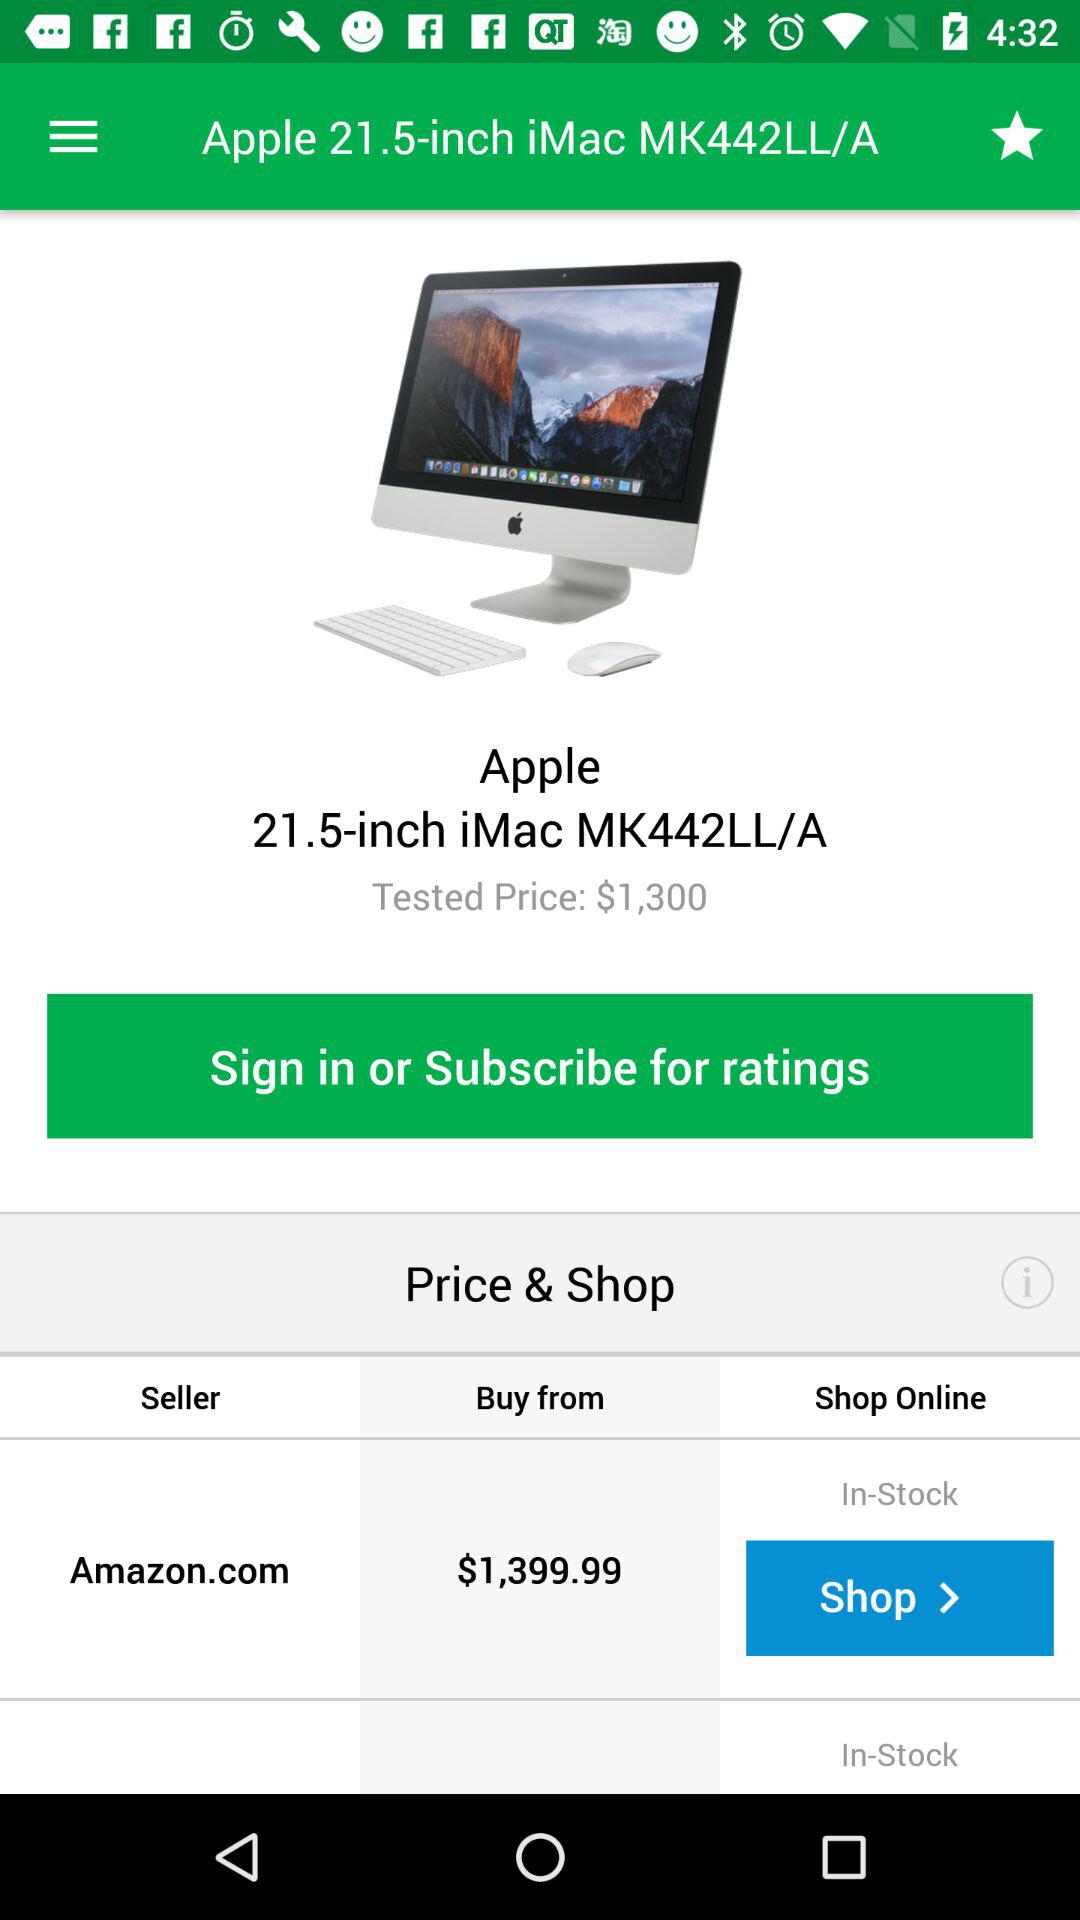 QT 淘 4:32
Apple 21.5-inch iMac MK442LL/A
Apple
21.5-inch iMac MK442LL/A
Tested Price: $1,300
Sign in or Subscribe for ratings
Price & Shop
Seller Buy from Shop Online
In-Stock
Amazon.com $1,399.99 Shop
In-Stock